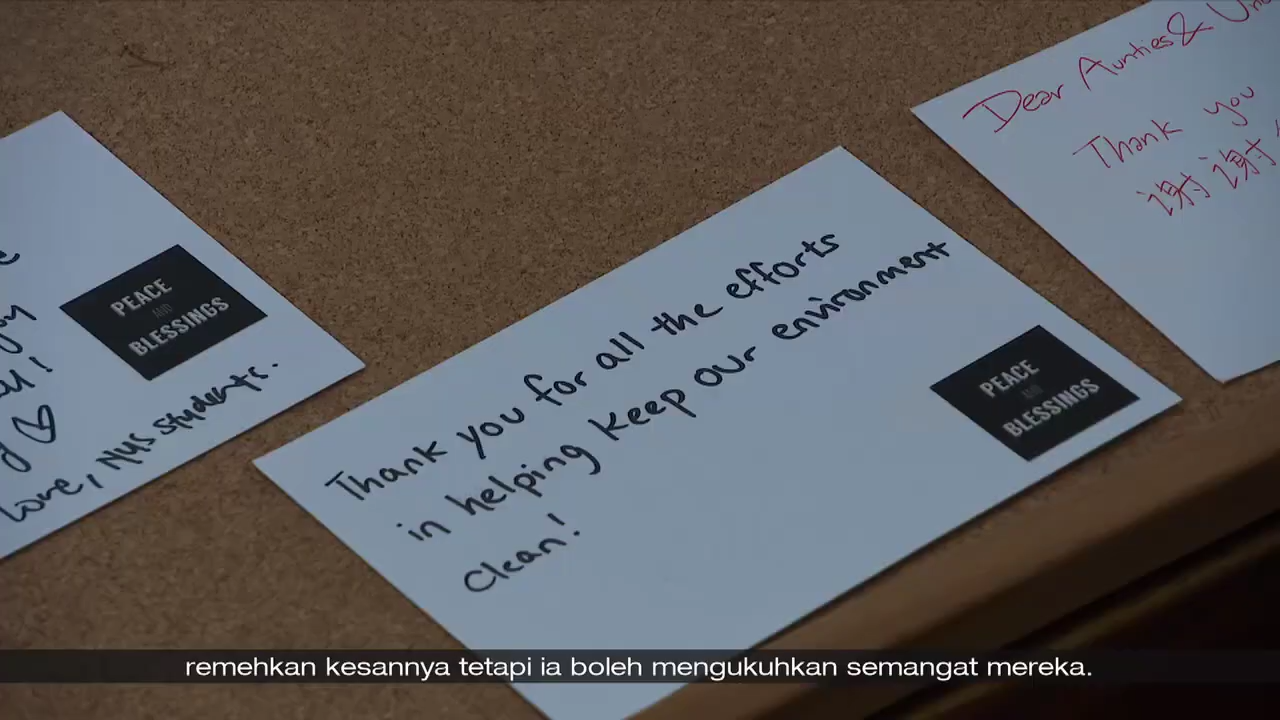 PEACE
AND
BLESSINGS
Love, NUS students.
Thank you for all the efforts
in helping keep our environment
Clean!
PEACE
AND
BLESSINGS
Dear Aunties &
Thank you
谢谢
remehkan kesannya tetapi ia boleh mengukuhkan semangat mereka.